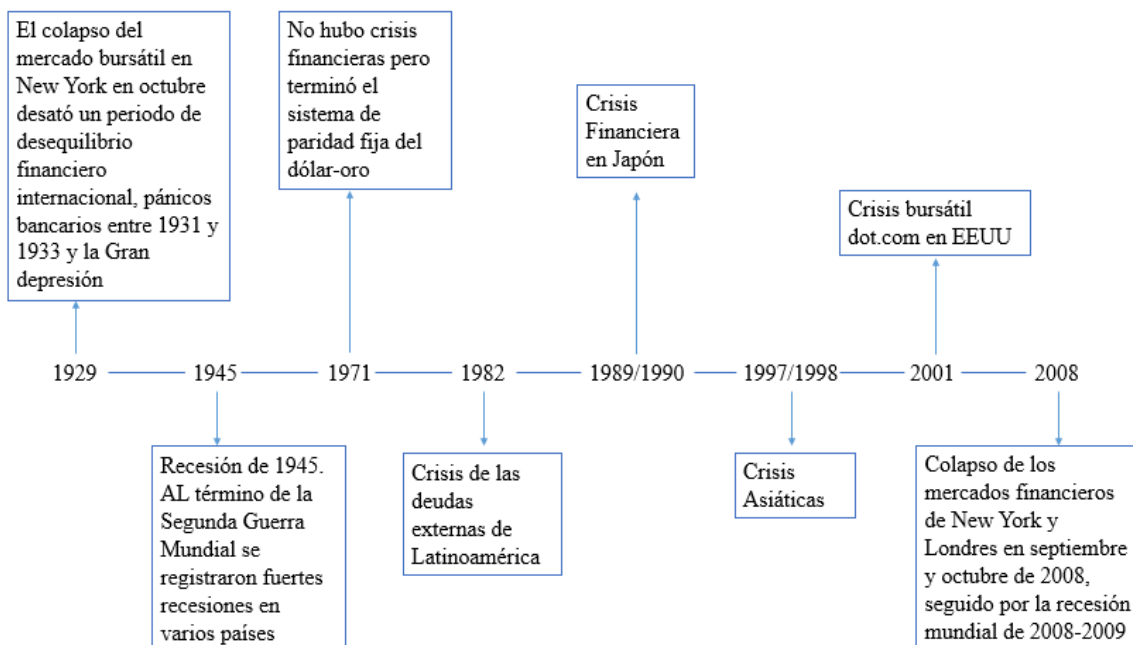 El colapso del
mercado bursátil en
New York en octubre
desató un periodo de
desequilibrio
financiero
internacional, pánicos
bancarios entre 1931 y
1933 y la Gran
depresión
No hubo crisis
financieras pero
terminó el
sistema de
paridad fija del
dólar-oro
Crisis
Financiera
en Japón
Crisis bursátil
dot.com en EEUU
1929 1945 1971 1982 1989/1990 1997/1998 2001 2008
Recesión de 1945.
AL término de la
Segunda Guerra
Mundial se
registraron fuertes
recesiones en
varios países
Crisis de las
deudas
externas de
Latinoamérica
Crisis
Asiáticas
Colapso de los
mercados financieros
de New York y
Londres en septiembre
y octubre de 2008,
seguido por la recesión
mundial de 2008-2009